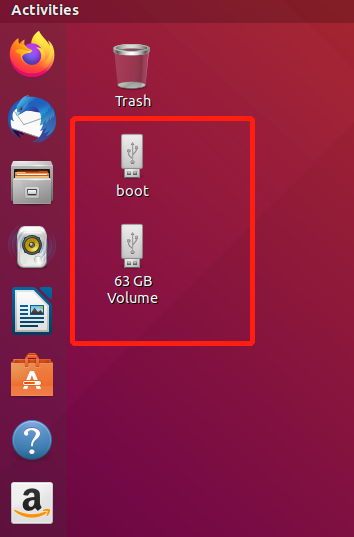 Activities
Trash
boot
63 GB
Volume
?
a